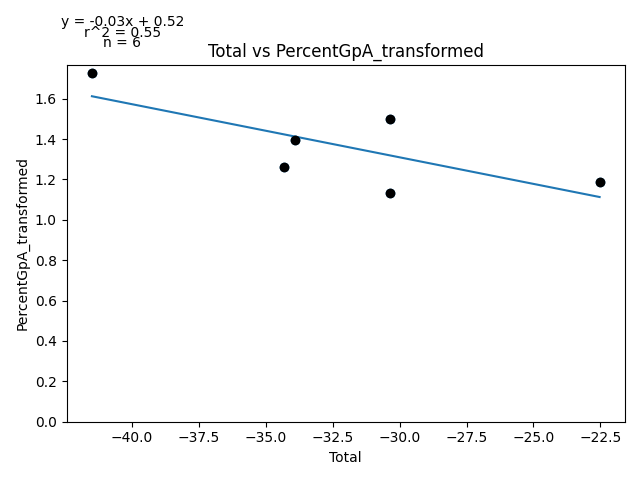 y = -0.03x + 0.52
r^2 = 0.55
n = 6
Total vs PercentGpA_transformed
PercentGpA_transformed
1.6
1.4
1.2
1.0
0.8
0.6
0.4
0.2
0.0
−40.0 −37.5 −35.0 −32.5 −30.0 −27.5 −25.0 −22.5
Total